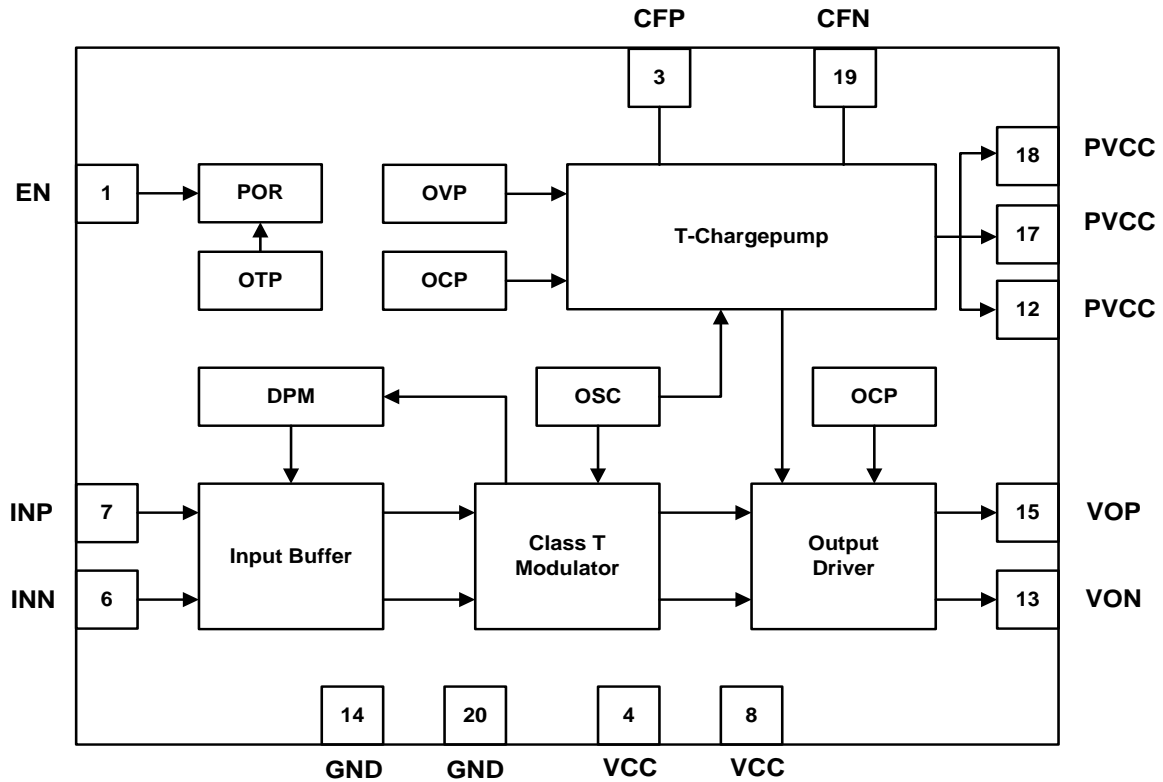 CFP CFN
3 19
EN 1 POR OVP T-Chargepump 18 PVCC
17 PVCC
OTP OCP 12 PVCC
DPM OSC OCP
INP 7 15 VOP
Input Buffer Class T
Modulator Output
Driver
INN 6 13 VON
14 20 4 8
GND GND VCC VCC